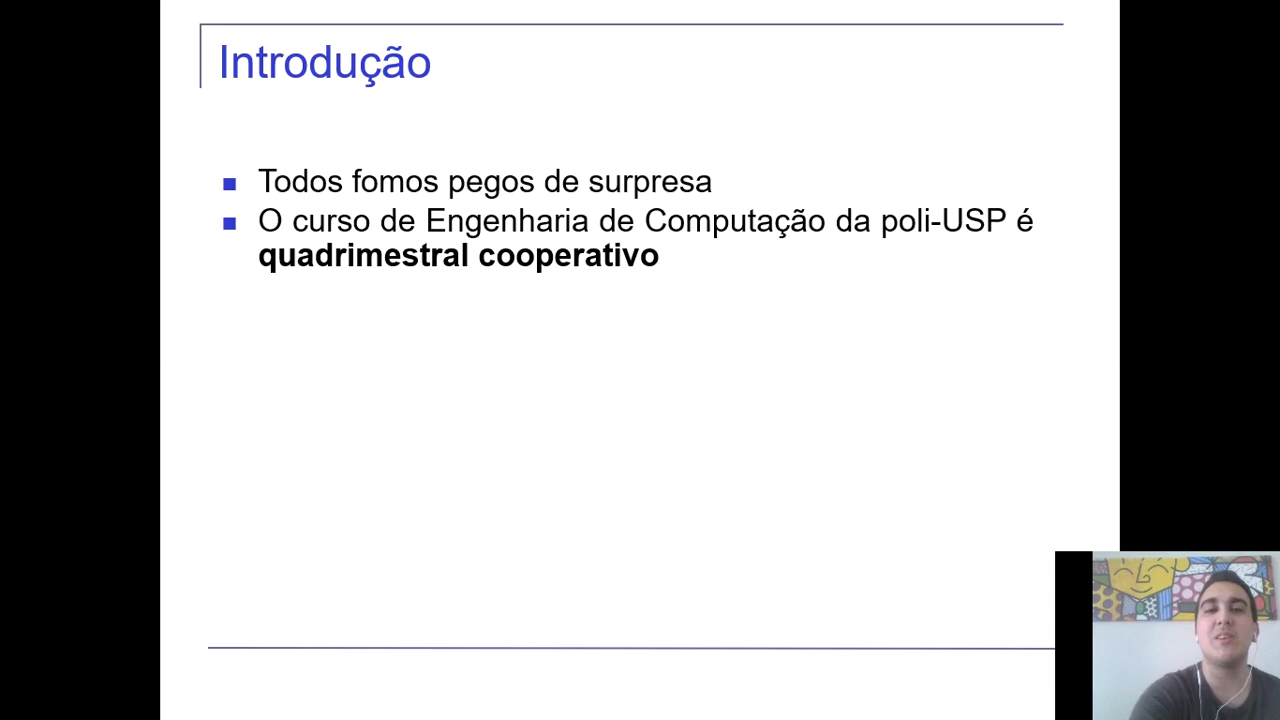 Introdução
Todos fomos pegos de surpresa
O curso de Engenharia de Computação da poli-USP é
quadrimestral cooperativo